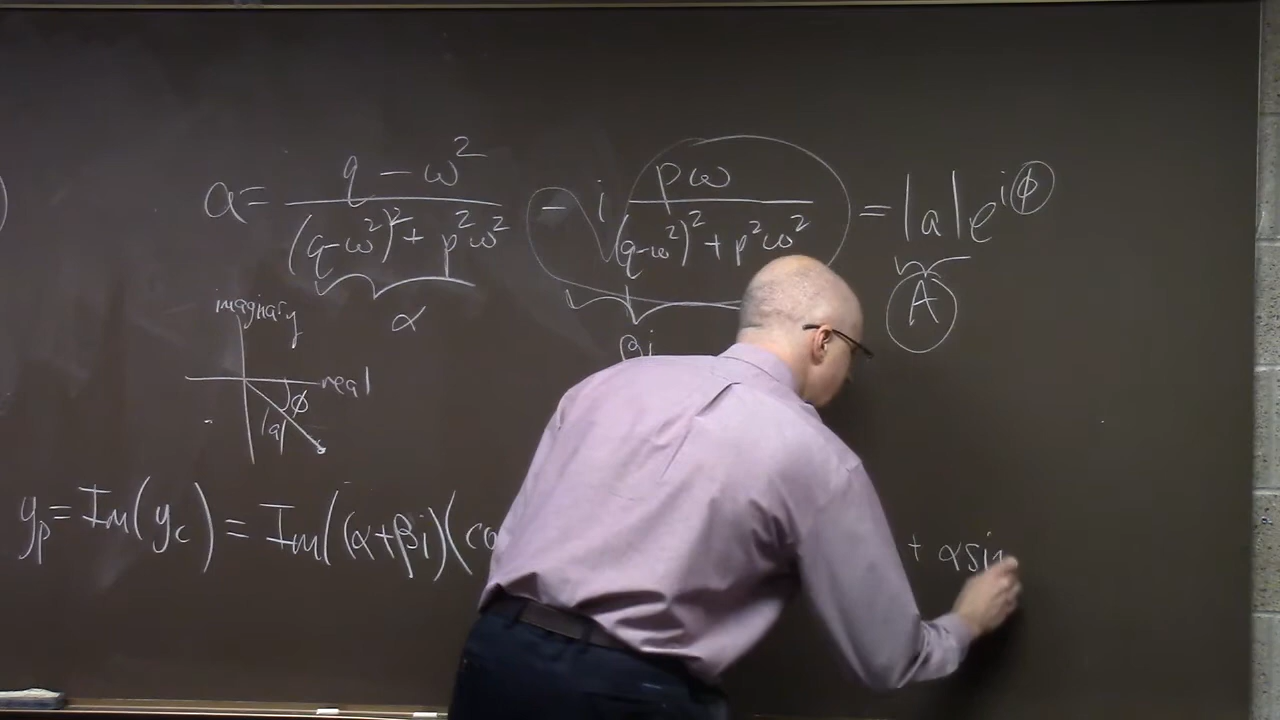 a = (q - ω²)/((q-ω²)² + p²ω²) - i pω/((q-ω²)² + p²ω²) = |a|e^{iφ}
α
βi
A
imaginary
real
φ
|a|
y_p = Im(y_c) = Im((α+βi)(co + αsin